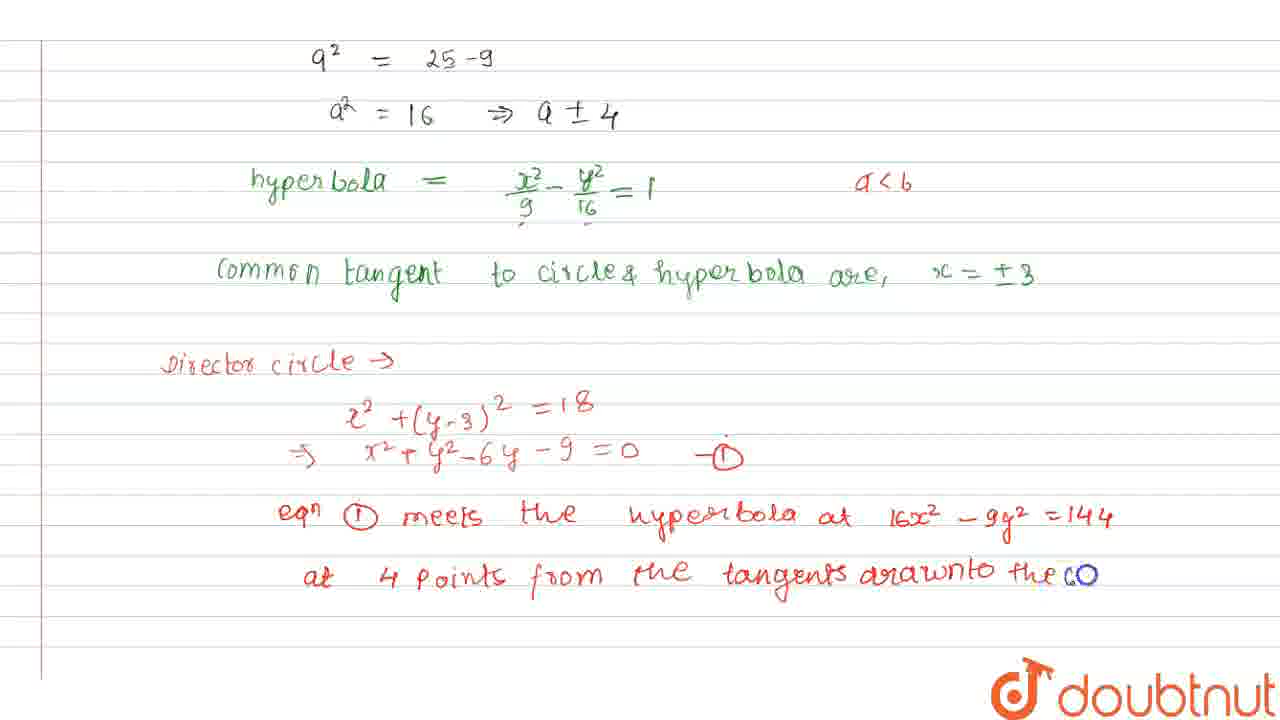 a² = 25-9
a² = 16 ⇒ a ± 4
hyperbola = x²/9 - y²/16 = 1 a < b
common tangent to circle & hyperbola are, x = ± 3
Director circle →
x² + (y-3)² = 18
⇒ x² + y² - 6y - 9 = 0 -①
eqn ① meets the hyperbola at 16x² - 9y² = 144
at 4 points from the tangents drawn to the co
doubtnut